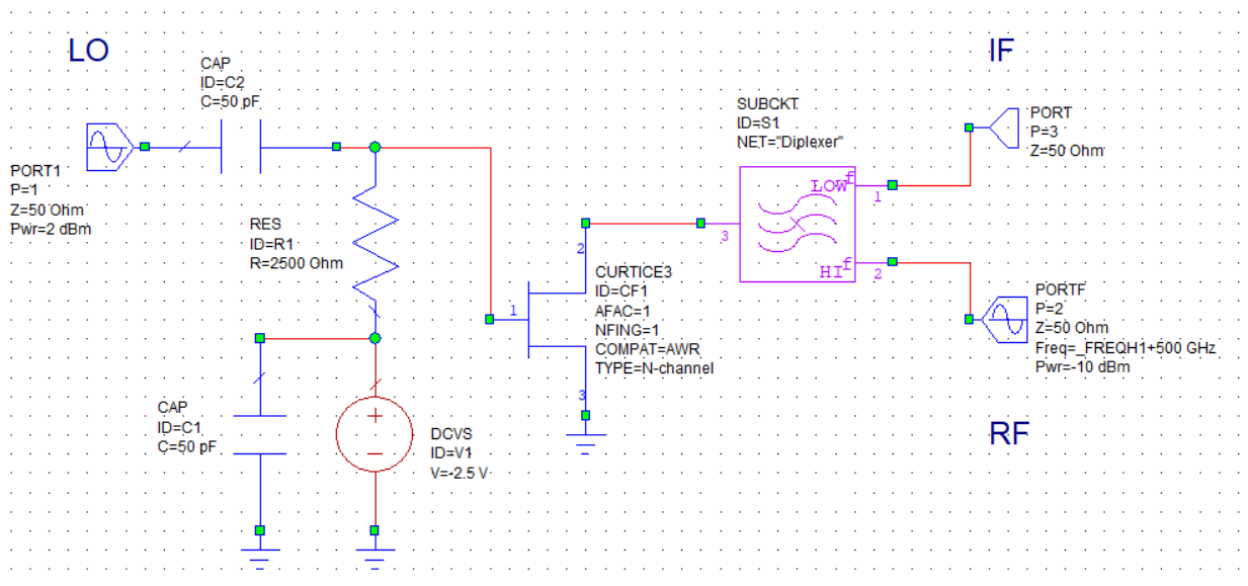 LO
IF
CAP
ID=C2
C=50 pF
PORT1
P=1
Z=50 Ohm
Pwr=2 dBm
RES
ID=R1
R=2500 Ohm
CAP
ID=C1
C=50 pF
DCVS
ID=V1
V=-2.5 V
1
2
3
CURTICE3
ID=CF1
AFAC=1
NFING=1
COMPAT=AWR
TYPE=N-channel
SUBCKT
ID=S1
NET="Diplexer"
3
LOW f
1
HI f
2
PORT
P=3
Z=50 Ohm
PORTF
P=2
Z=50 Ohm
Freq=_FREQH1+500 GHz
Pwr=-10 dBm
RF